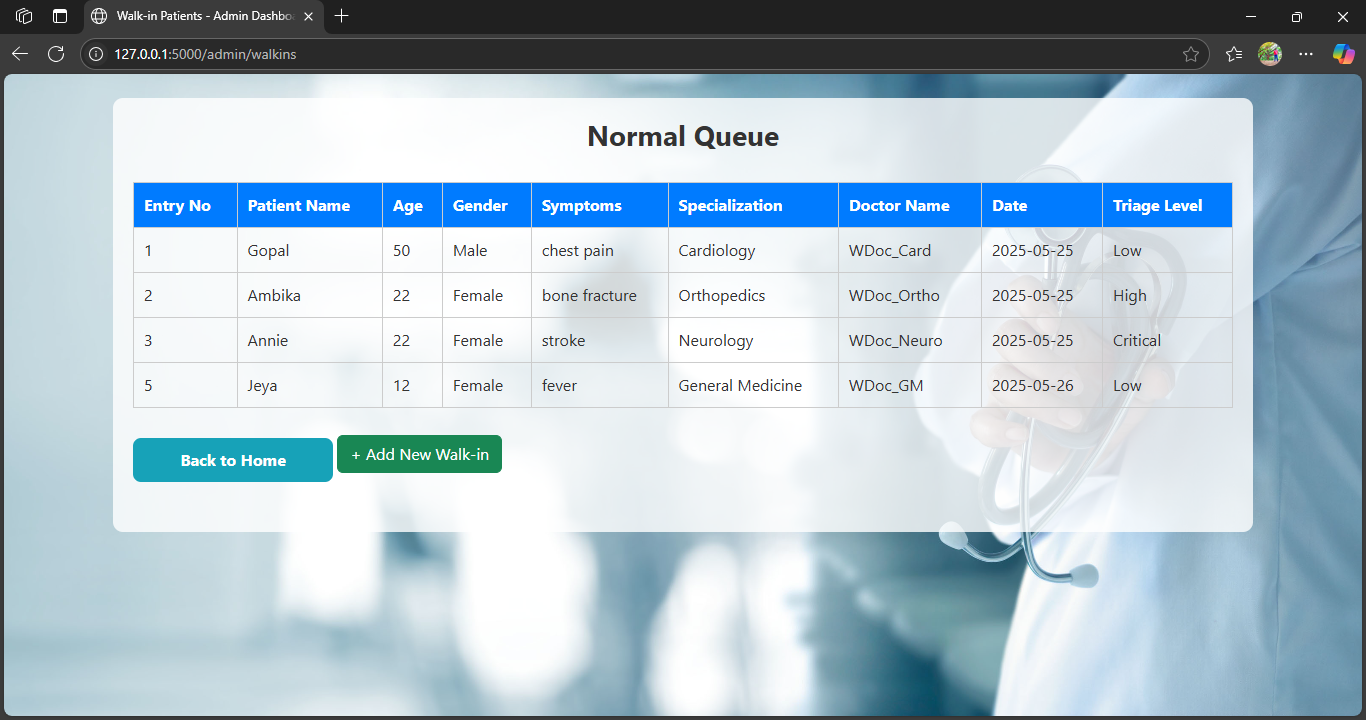 Walk-in Patients - Admin Dashbo
127.0.0.1:5000/admin/walkins
Normal Queue
Entry No Patient Name Age Gender Symptoms Specialization Doctor Name Date Triage Level
1 Gopal 50 Male chest pain Cardiology WDoc_Card 2025-05-25 Low
2 Ambika 22 Female bone fracture Orthopedics WDoc_Ortho 2025-05-25 High
3 Annie 22 Female stroke Neurology WDoc_Neuro 2025-05-25 Critical
5 Jeya 12 Female fever General Medicine WDoc_GM 2025-05-26 Low
Back to Home + Add New Walk-in